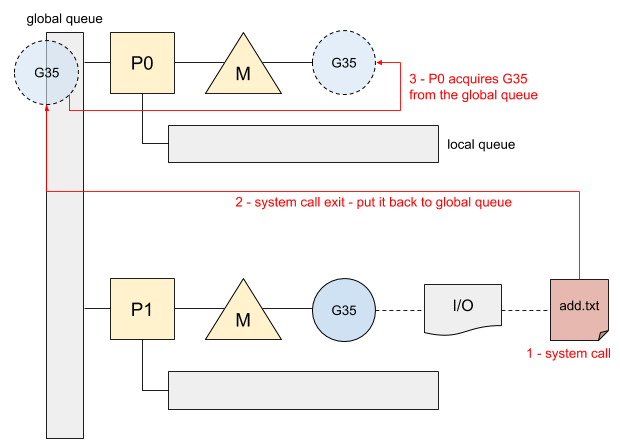 global queue
G35
P0
M
G35
3 - P0 acquires G35
from the global queue
local queue
2 - system call exit - put it back to global queue
P1
M
G35
I/O
add.txt
1 - system call